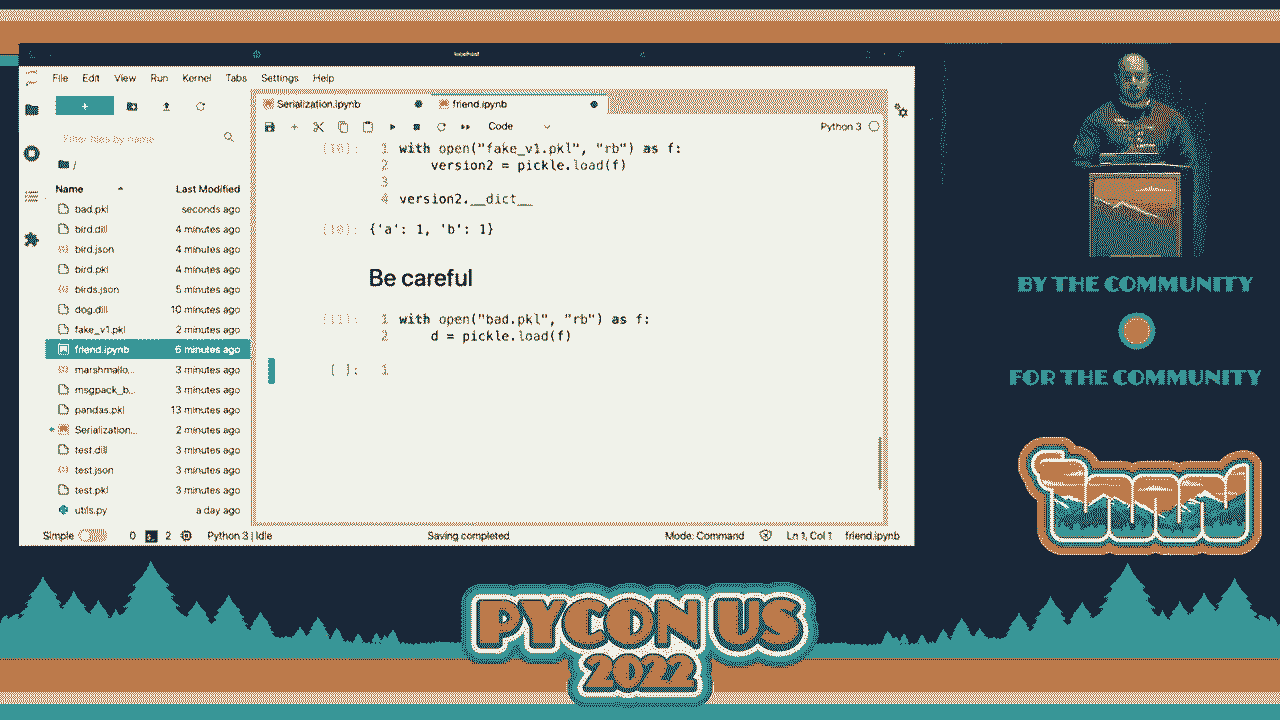 localhost
File Edit View Run Kernel Tabs Settings Help
+
Filter files by name
/
Name Last Modified
bad.pkl seconds ago
bird.dill 4 minutes ago
bird.json 4 minutes ago
bird.pkl 4 minutes ago
birds.json 5 minutes ago
dog.dill 10 minutes ago
fake_v1.pkl 2 minutes ago
friend.ipynb 6 minutes ago
marshmallo... 3 minutes ago
msgpack_b... 3 minutes ago
pandas.pkl 13 minutes ago
Serialization... 2 minutes ago
test.dill 3 minutes ago
test.json 3 minutes ago
test.pkl 3 minutes ago
utils.py a day ago
Serialization.ipynb friend.ipynb
Code Python 3
[10]: 1 with open("fake_v1.pkl", "rb") as f:
2 version2 = pickle.load(f)
3
4 version2.__dict__
[10]: {'a': 1, 'b': 1}
Be careful
[11]: 1 with open("bad.pkl", "rb") as f:
2 d = pickle.load(f)
[ ]: 1
Simple 0 2 Python 3 | Idle Saving completed Mode: Command Ln 1, Col 1 friend.ipynb
BY THE COMMUNITY
FOR THE COMMUNITY
PYCON US
2022